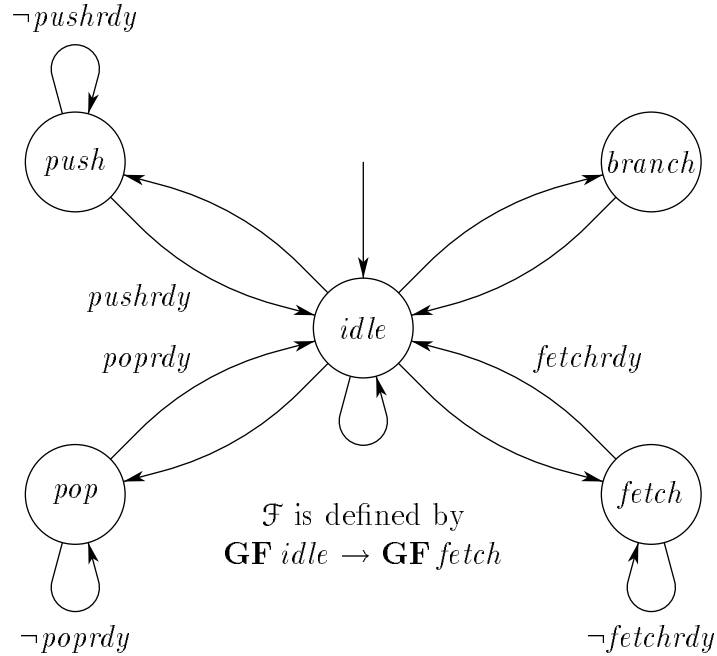 ¬pushrdy
push
branch
pushrdy
idle
poprdy
fetchrdy
pop
fetch
ℱ is defined by
GF idle → GF fetch
¬poprdy
¬fetchrdy